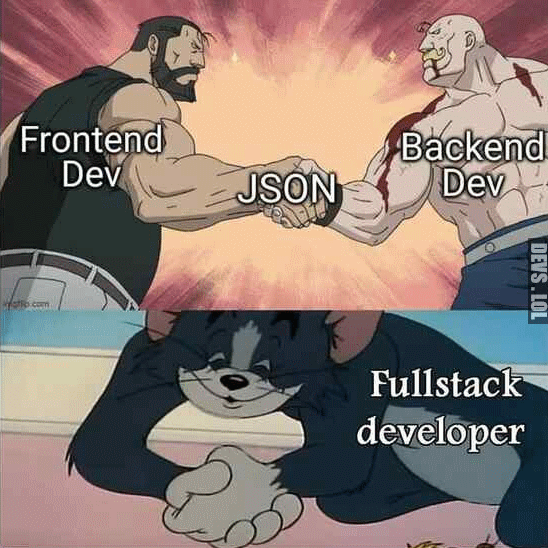 Frontend
Dev
JSON
Backend
Dev
DEVS.LOL
imgflip.com
Fullstack
developer